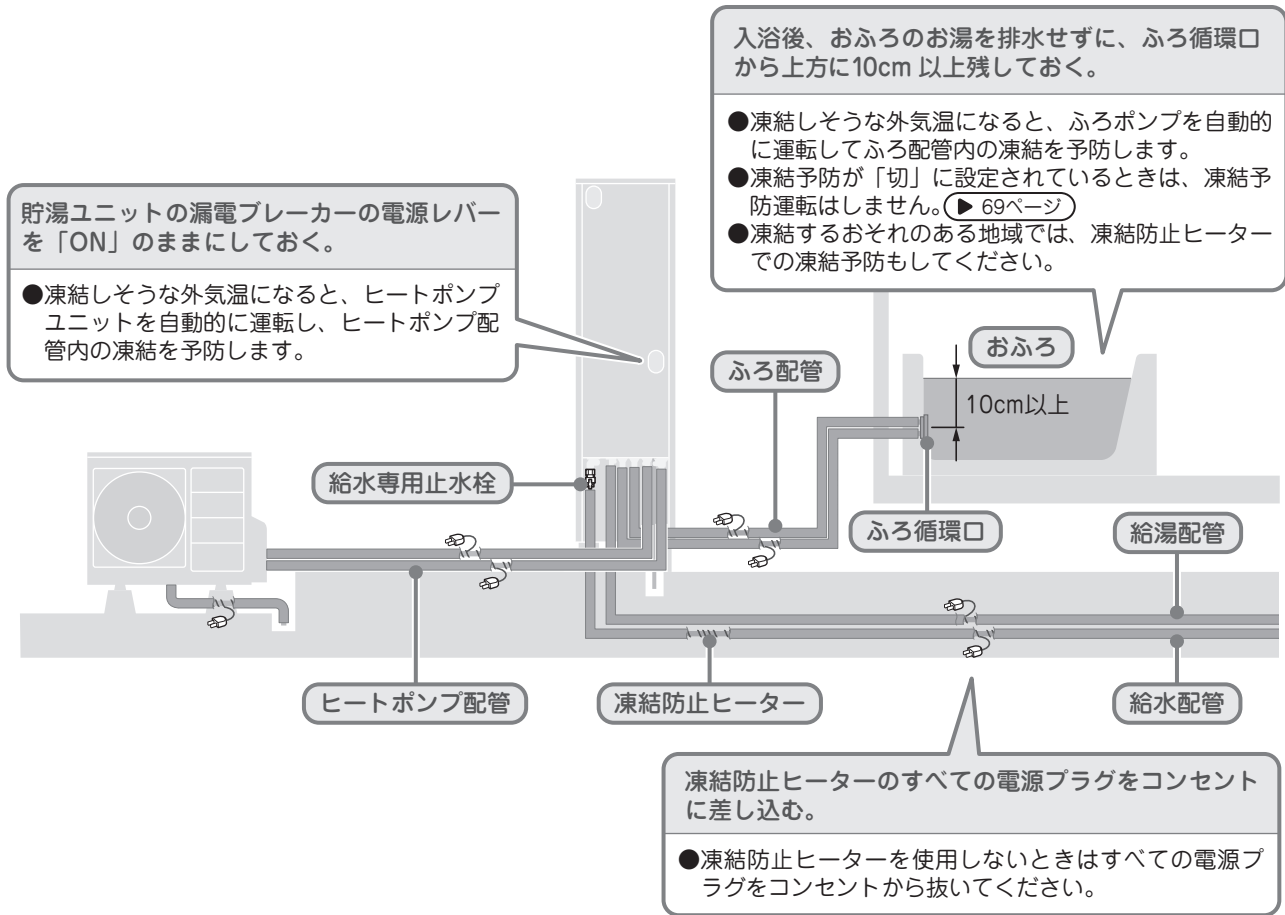 入浴後、おふろのお湯を排水せずに、ふろ循環口
から上方に10cm 以上残しておく。
●凍結しそうな外気温になると、ふろポンプを自動的
に運転してふろ配管内の凍結を予防します。
●凍結予防が「切」に設定されているときは、凍結予
防運転はしません。(▶ 69ページ)
●凍結するおそれのある地域では、凍結防止ヒーター
での凍結予防もしてください。
貯湯ユニットの漏電ブレーカーの電源レバー
を「ON」のままにしておく。
●凍結しそうな外気温になると、ヒートポンプ
ユニットを自動的に運転し、ヒートポンプ配
管内の凍結を予防します。
おふろ
ふろ配管
10cm以上
給水専用止水栓
ふろ循環口
給湯配管
ヒートポンプ配管
凍結防止ヒーター
給水配管
凍結防止ヒーターのすべての電源プラグをコンセント
に差し込む。
●凍結防止ヒーターを使用しないときはすべての電源プ
ラグをコンセントから抜いてください。